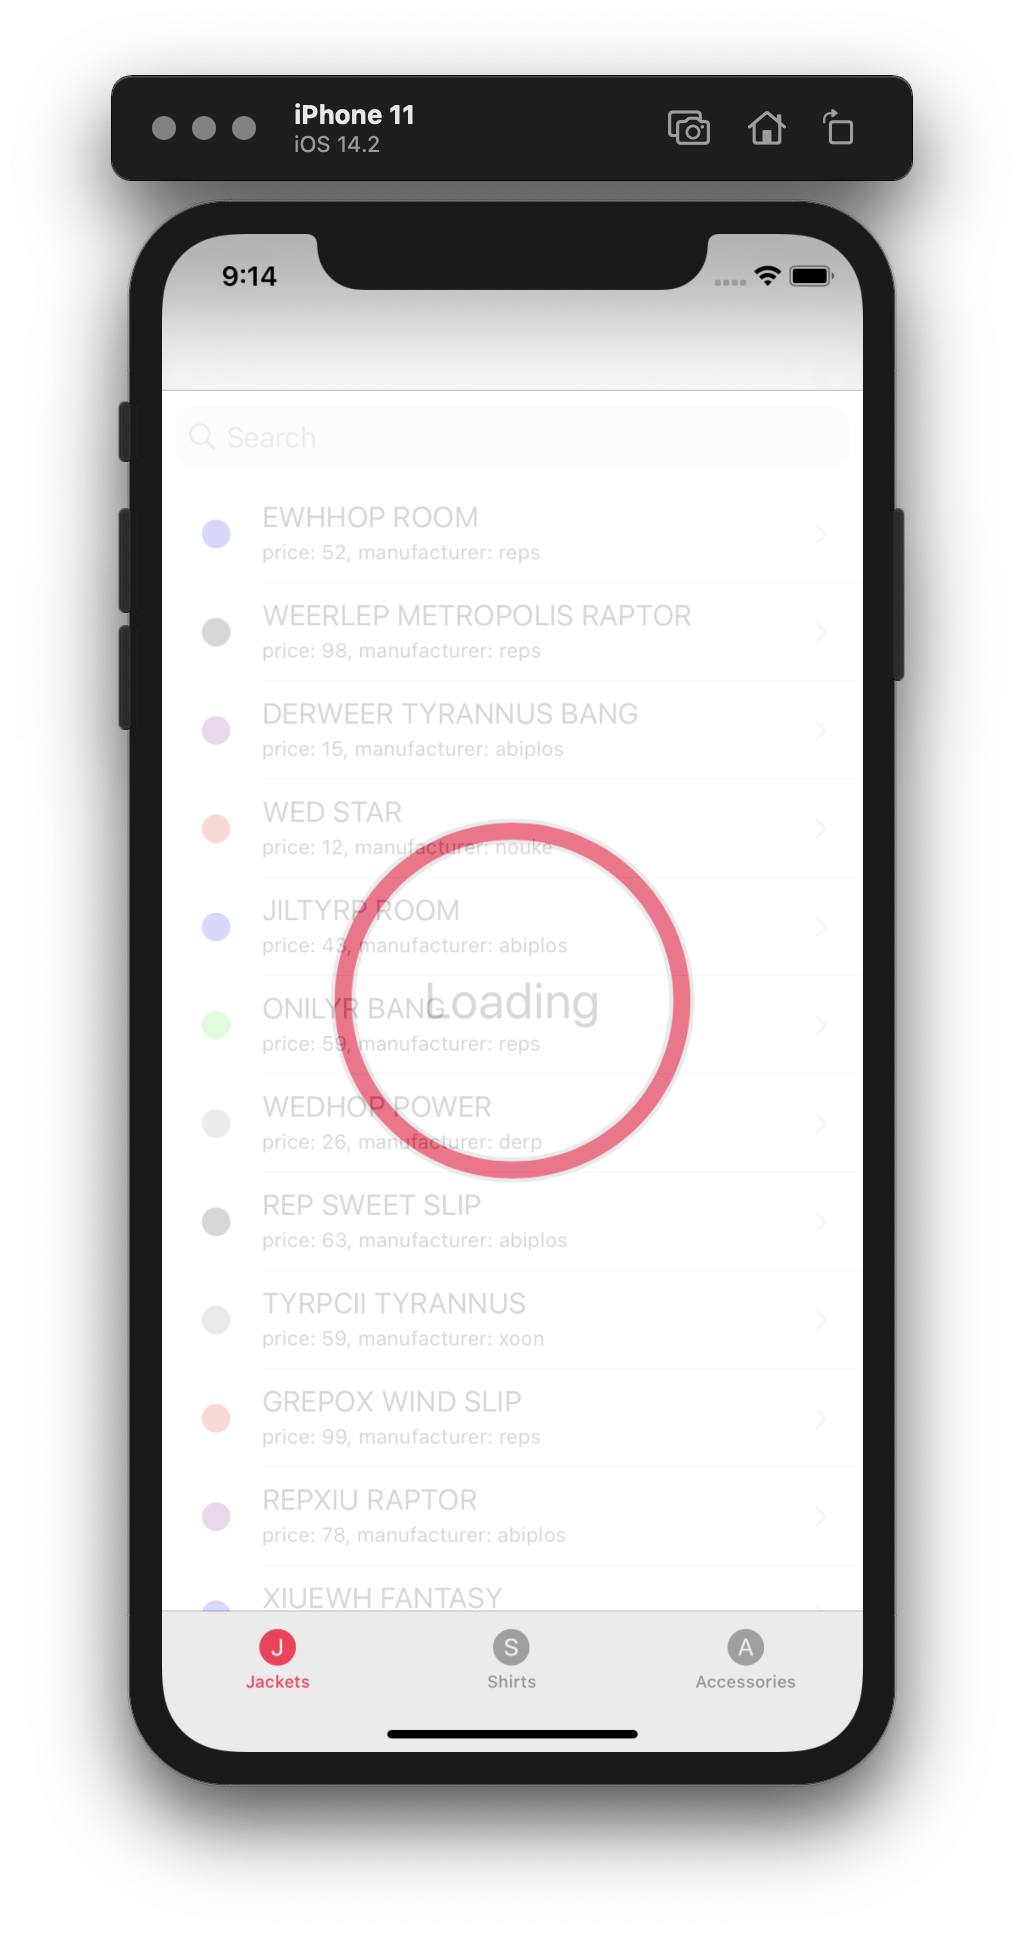 iPhone 11
iOS 14.2
9:14
Search
EWHHOP ROOM
price: 52, manufacturer: reps
WEERLEP METROPOLIS RAPTOR
price: 98, manufacturer: reps
DERWEER TYRANNUS BANG
price: 15, manufacturer: abiplos
WED STAR
price: 12, manufacturer: nouke
JILTYRP ROOM
price: 43, manufacturer: abiplos
Loading
ONILYR BANG
price: 59, manufacturer: reps
WEDHOP POWER
price: 26, manufacturer: derp
REP SWEET SLIP
price: 63, manufacturer: abiplos
TYRPCII TYRANNUS
price: 59, manufacturer: xoon
GREPOX WIND SLIP
price: 99, manufacturer: reps
REPXIU RAPTOR
price: 78, manufacturer: abiplos
XIUEWH FANTASY
J S A
Jackets Shirts Accessories